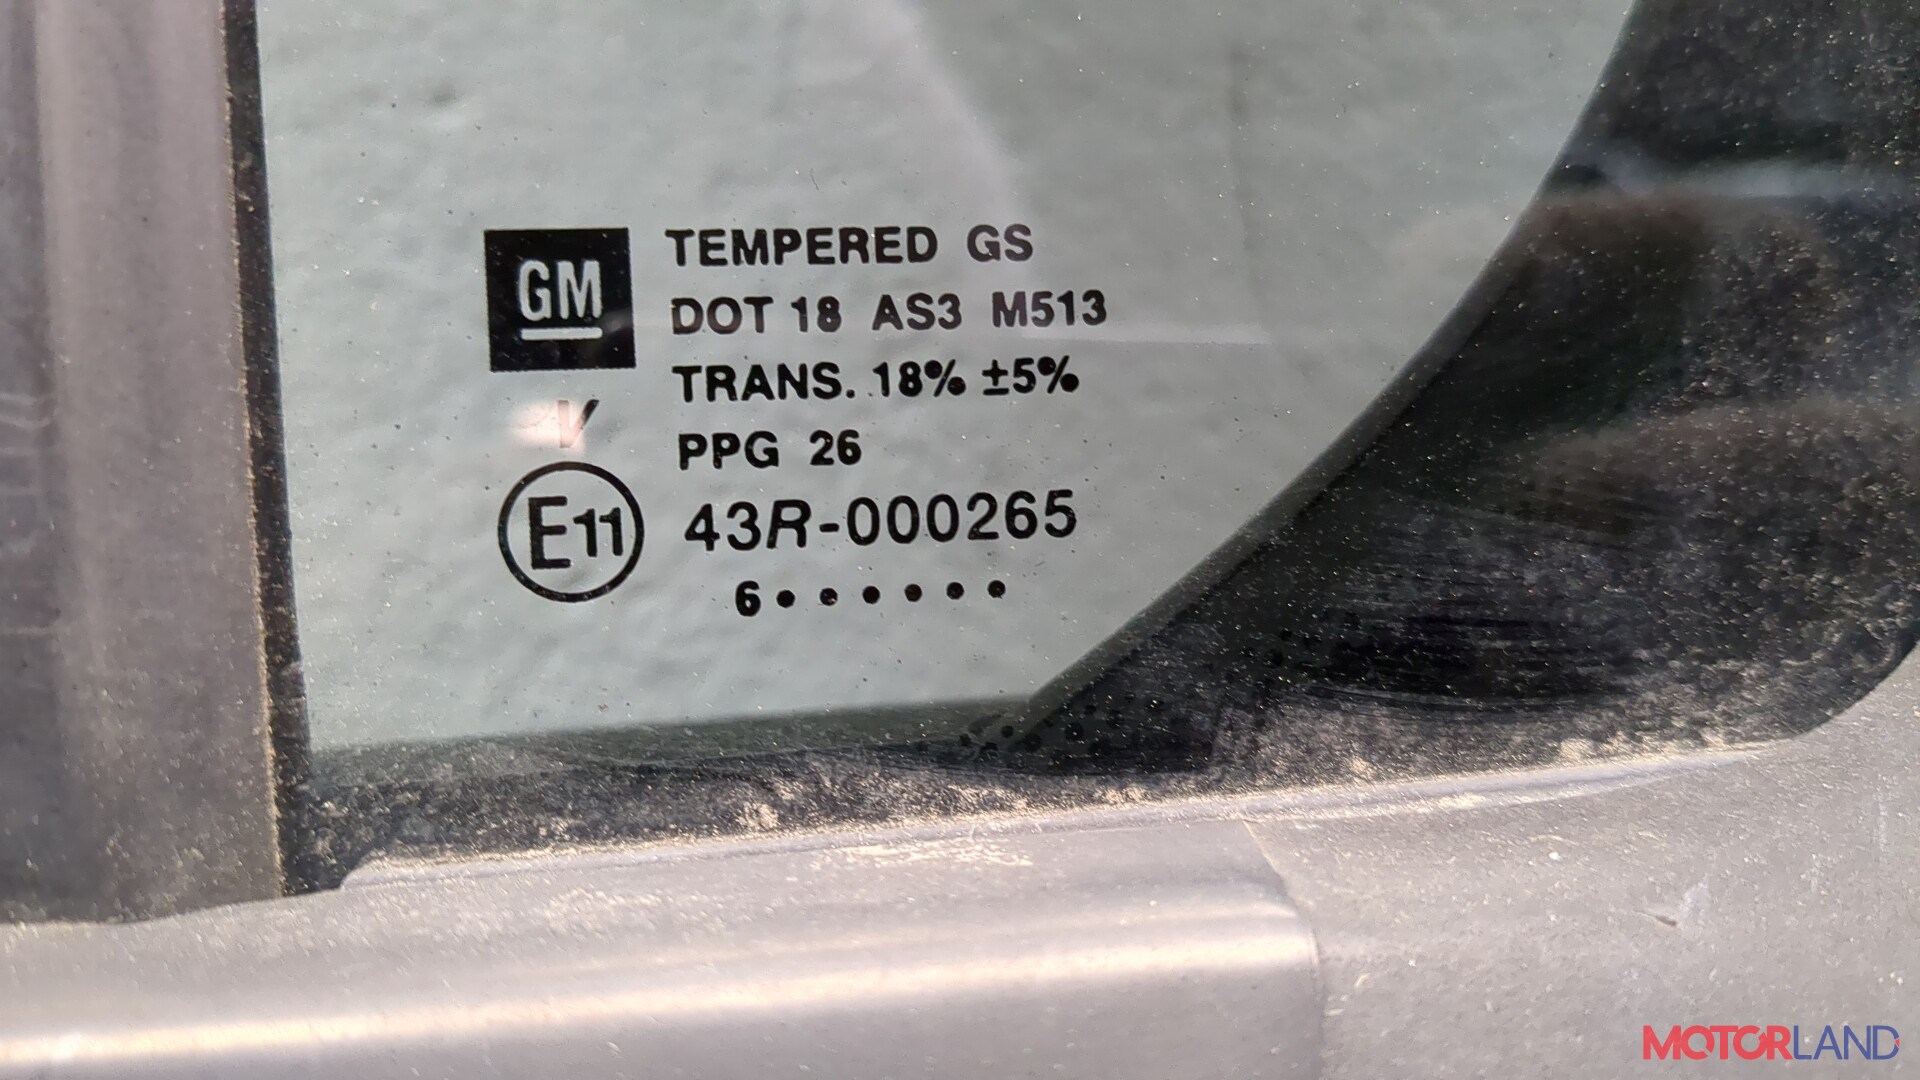 GM
TEMPERED GS
DOT 18 AS3 M513
TRANS. 18% ±5%
V
PPG 26
E11 43R-000265
6••••••
MOTORLAND